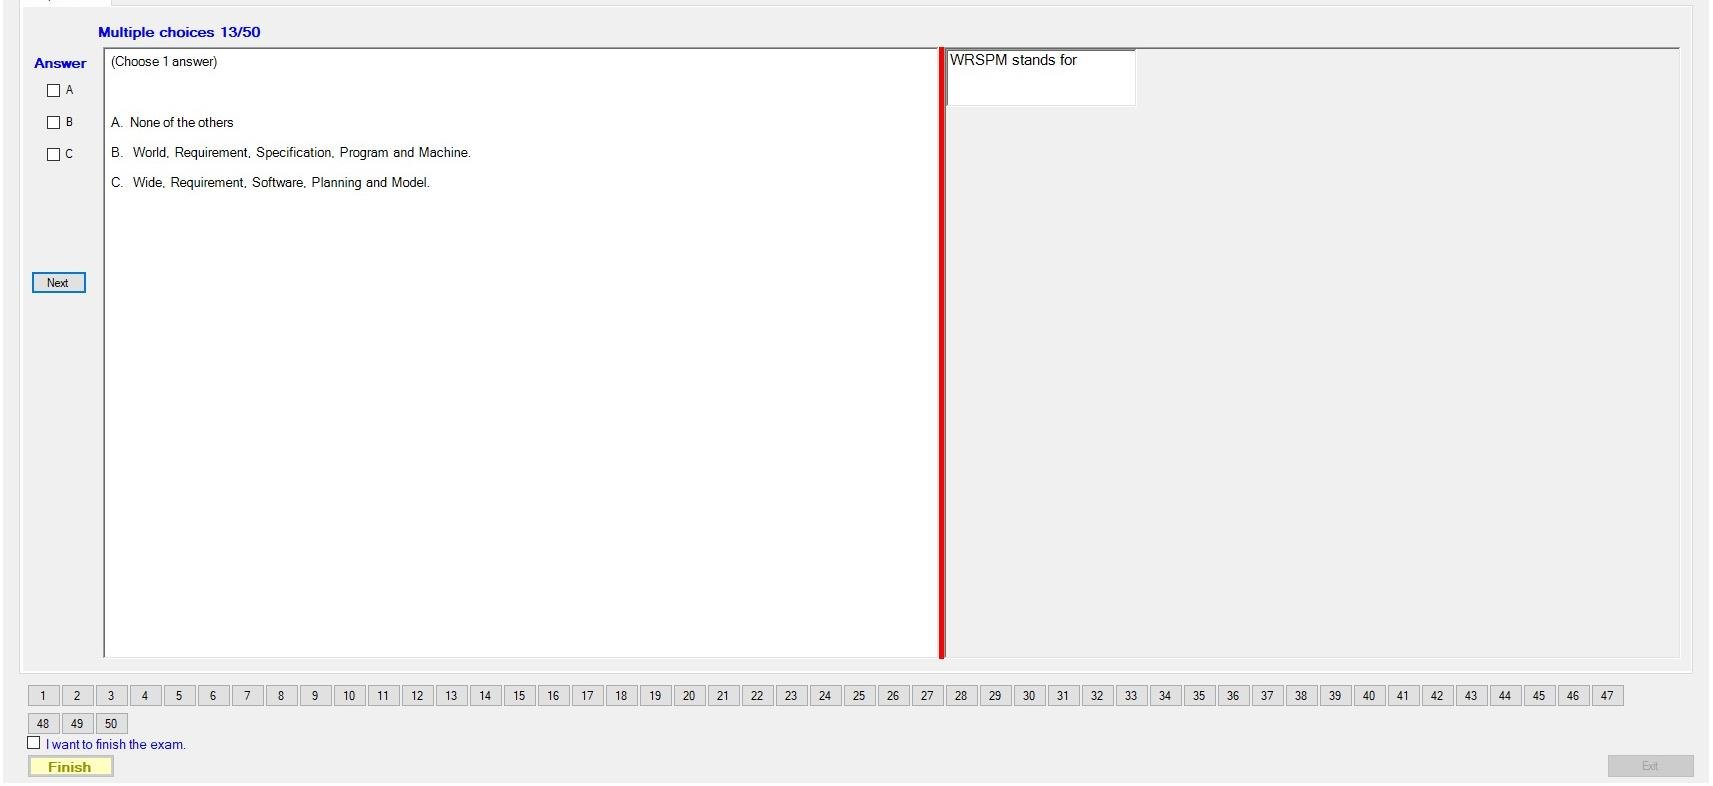 Multiple choices 13/50
Answer
A
B
C
Next
(Choose 1 answer)
A. None of the others
B. World, Requirement, Specification, Program and Machine.
C. Wide, Requirement, Software, Planning and Model.
WRSPM stands for
1 2 3 4 5 6 7 8 9 10 11 12 13 14 15 16 17 18 19 20 21 22 23 24 25 26 27 28 29 30 31 32 33 34 35 36 37 38 39 40 41 42 43 44 45 46 47
48 49 50
I want to finish the exam.
Finish
Exit